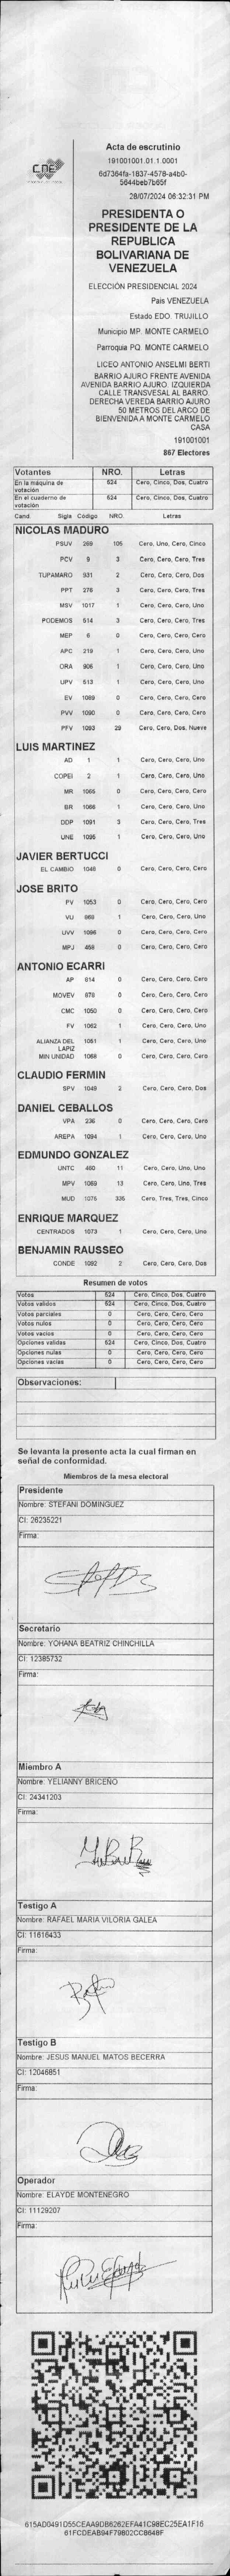 CNE
Acta de escrutinio
191001001.01.1.0001
6d7364fa-1837-4578-a4b0-
5644beb7b65f
28/07/2024 06:32:31 PM
PRESIDENTA O
PRESIDENTE DE LA
REPUBLICA
BOLIVARIANA DE
VENEZUELA
ELECCIÓN PRESIDENCIAL 2024
País VENEZUELA
Estado EDO. TRUJILLO
Municipio MP. MONTE CARMELO
Parroquia PQ. MONTE CARMELO
LICEO ANTONIO ANSELMI BERTI
BARRIO AJURO FRENTE AVENIDA
AVENIDA BARRIO AJURO. IZQUIERDA
CALLE TRANSVESAL AL BARRO.
DERECHA VEREDA BARRIO AJURO
50 METROS DEL ARCO DE
BIENVENIDA A MONTE CARMELO
CASA
191001001
867 Electores
Votantes NRO. Letras
En la máquina de votación 524 Cero, Cinco, Dos, Cuatro
En el cuaderno de votación 524 Cero, Cinco, Dos, Cuatro
Cand Sigla Código NRO. Letras
NICOLAS MADURO
PSUV 269 105 Cero, Uno, Cero, Cinco
PCV 9 3 Cero, Cero, Cero, Tres
TUPAMARO 931 2 Cero, Cero, Cero, Dos
PPT 276 3 Cero, Cero, Cero, Tres
MSV 1017 1 Cero, Cero, Cero, Uno
PODEMOS 614 3 Cero, Cero, Cero, Tres
MEP 6 0 Cero, Cero, Cero, Cero
APC 219 1 Cero, Cero, Cero, Uno
ORA 906 1 Cero, Cero, Cero, Uno
UPV 513 1 Cero, Cero, Cero, Uno
EV 1089 0 Cero, Cero, Cero, Cero
PVV 1090 0 Cero, Cero, Cero, Cero
PFV 1093 29 Cero, Cero, Dos, Nueve
LUIS MARTINEZ
AD 1 1 Cero, Cero, Cero, Uno
COPEI 2 1 Cero, Cero, Cero, Uno
MR 1065 0 Cero, Cero, Cero, Cero
BR 1066 1 Cero, Cero, Cero, Uno
DDP 1091 3 Cero, Cero, Cero, Tres
UNE 1095 1 Cero, Cero, Cero, Uno
JAVIER BERTUCCI
EL CAMBIO 1046 0 Cero, Cero, Cero, Cero
JOSE BRITO
PV 1053 0 Cero, Cero, Cero, Cero
VU 969 1 Cero, Cero, Cero, Uno
UVV 1096 0 Cero, Cero, Cero, Cero
MPJ 458 0 Cero, Cero, Cero, Cero
ANTONIO ECARRI
AP 814 0 Cero, Cero, Cero, Cero
MOVEV 878 0 Cero, Cero, Cero, Cero
CMC 1050 0 Cero, Cero, Cero, Cero
FV 1062 1 Cero, Cero, Cero, Uno
ALIANZA DEL LAPIZ 1051 1 Cero, Cero, Cero, Uno
MIN UNIDAD 1068 0 Cero, Cero, Cero, Cero
CLAUDIO FERMIN
SPV 1049 2 Cero, Cero, Cero, Dos
DANIEL CEBALLOS
VPA 236 0 Cero, Cero, Cero, Cero
AREPA 1094 1 Cero, Cero, Cero, Uno
EDMUNDO GONZALEZ
UNTC 460 11 Cero, Cero, Uno, Uno
MPV 1069 13 Cero, Cero, Uno, Tres
MUD 1076 335 Cero, Tres, Tres, Cinco
ENRIQUE MARQUEZ
CENTRADOS 1073 1 Cero, Cero, Cero, Uno
BENJAMIN RAUSSEO
CONDE 1092 2 Cero, Cero, Cero, Dos
Resumen de votos
Votos 524 Cero, Cinco, Dos, Cuatro
Votos validos 524 Cero, Cinco, Dos, Cuatro
Votos parciales 0 Cero, Cero, Cero, Cero
Votos nulos 0 Cero, Cero, Cero, Cero
Votos vacios 0 Cero, Cero, Cero, Cero
Opciones validas 524 Cero, Cinco, Dos, Cuatro
Opciones nulas 0 Cero, Cero, Cero, Cero
Opciones vacias 0 Cero, Cero, Cero, Cero
Observaciones:
Se levanta la presente acta la cual firman en
señal de conformidad.
Miembros de la mesa electoral
Presidente
Nombre: STEFANI DOMINGUEZ
CI: 26235221
Firma:
Secretario
Nombre: YOHANA BEATRIZ CHINCHILLA
CI: 12385732
Firma:
Miembro A
Nombre: YELIANNY BRICEÑO
CI: 24341203
Firma:
Testigo A
Nombre: RAFAEL MARIA VILORIA GALEA
CI: 11616433
Firma:
Testigo B
Nombre: JESUS MANUEL MATOS BECERRA
CI: 12046851
Firma:
Operador
Nombre: ELAYDE MONTENEGRO
CI: 11129207
Firma:
615AD0491D55CEAA9DB6262EFA41C98EC25EA1F16
61FCDEAB94F79802CC8648F